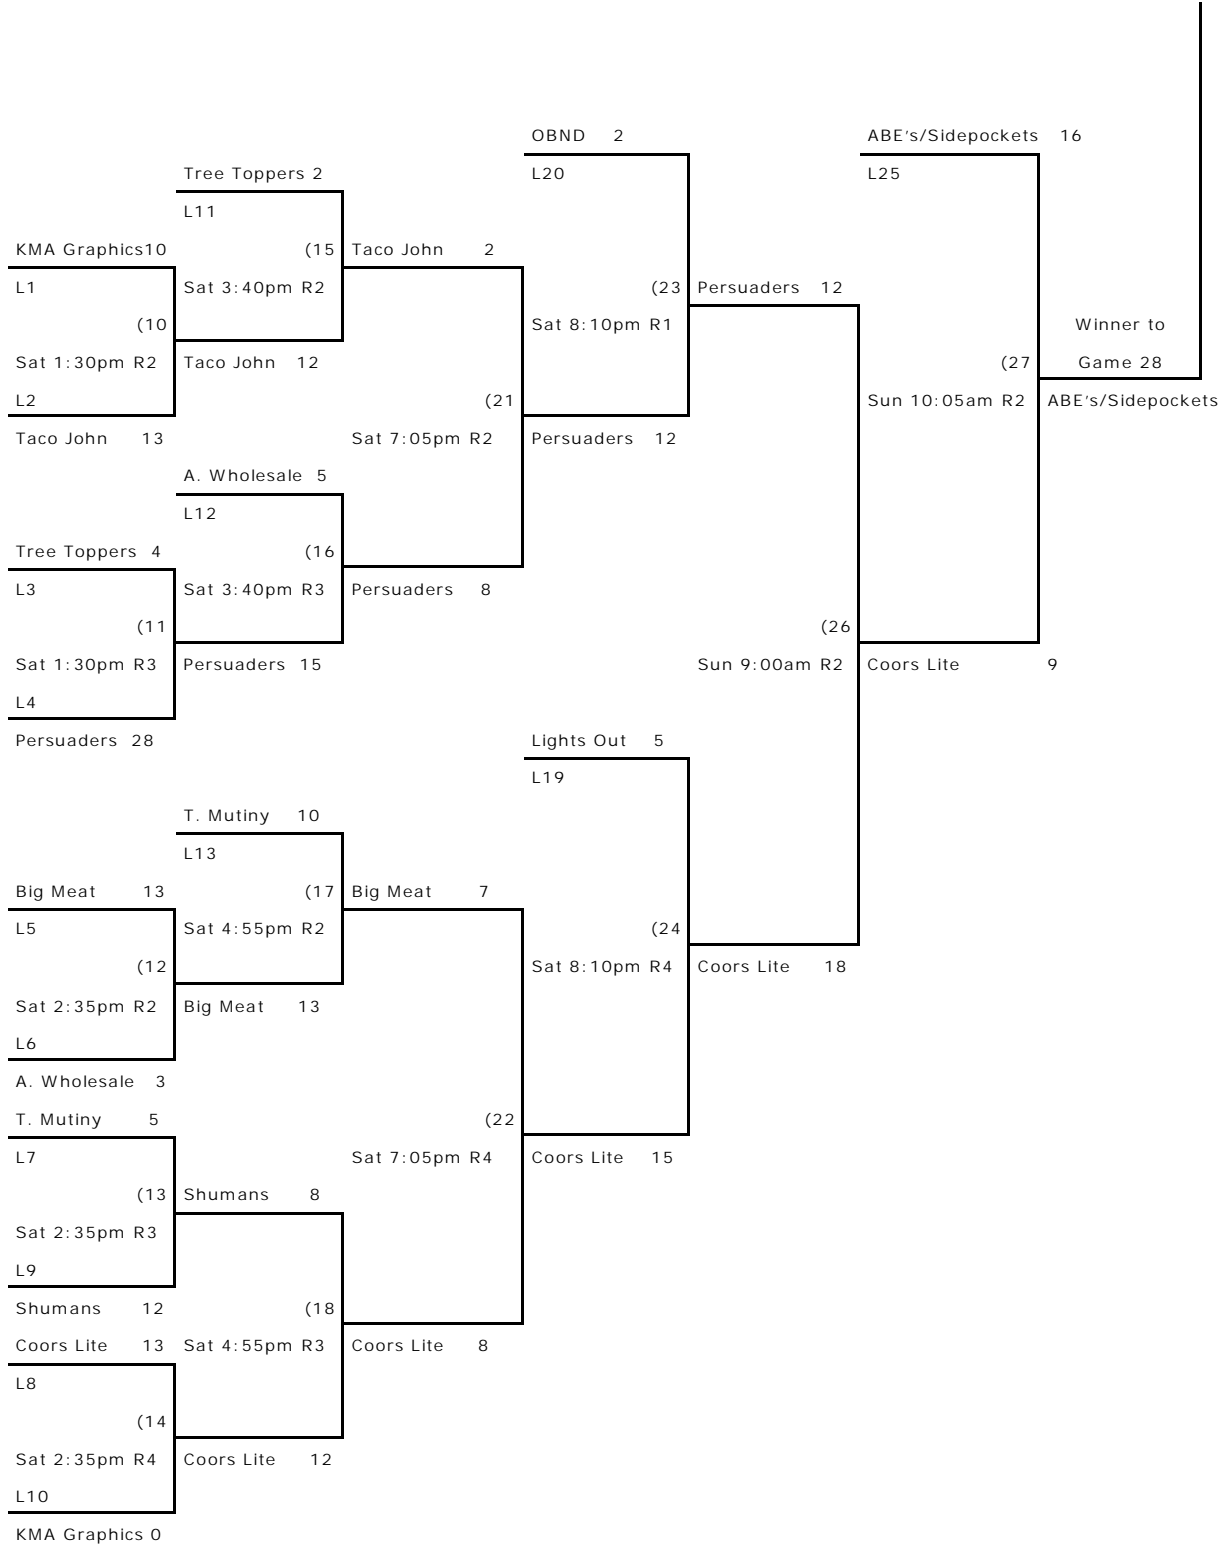 OBND 2 ABE's/Sidepockets 16
Tree Toppers 2 L20 L25
L11
KMA Graphics10 (15 Taco John 2
L1 Sat 3:40pm R2 (23 Persuaders 12
(10 Sat 8:10pm R1 Winner to
Sat 1:30pm R2 Taco John 12 (27 Game 28
L2 (21 Sun 10:05am R2 ABE's/Sidepockets
Taco John 13 Sat 7:05pm R2 Persuaders 12
A. Wholesale 5
L12
Tree Toppers 4 (16
L3 Sat 3:40pm R3 Persuaders 8
(11 (26
Sat 1:30pm R3 Persuaders 15 Sun 9:00am R2 Coors Lite 9
L4
Persuaders 28 Lights Out 5
L19
T. Mutiny 10
L13
Big Meat 13 (17 Big Meat 7
L5 Sat 4:55pm R2 (24
(12 Sat 8:10pm R4 Coors Lite 18
Sat 2:35pm R2 Big Meat 13
L6
A. Wholesale 3
T. Mutiny 5 (22
L7 Sat 7:05pm R4 Coors Lite 15
(13 Shumans 8
Sat 2:35pm R3
L9
Shumans 12 (18
Coors Lite 13 Sat 4:55pm R3 Coors Lite 8
L8
(14
Sat 2:35pm R4 Coors Lite 12
L10
KMA Graphics 0